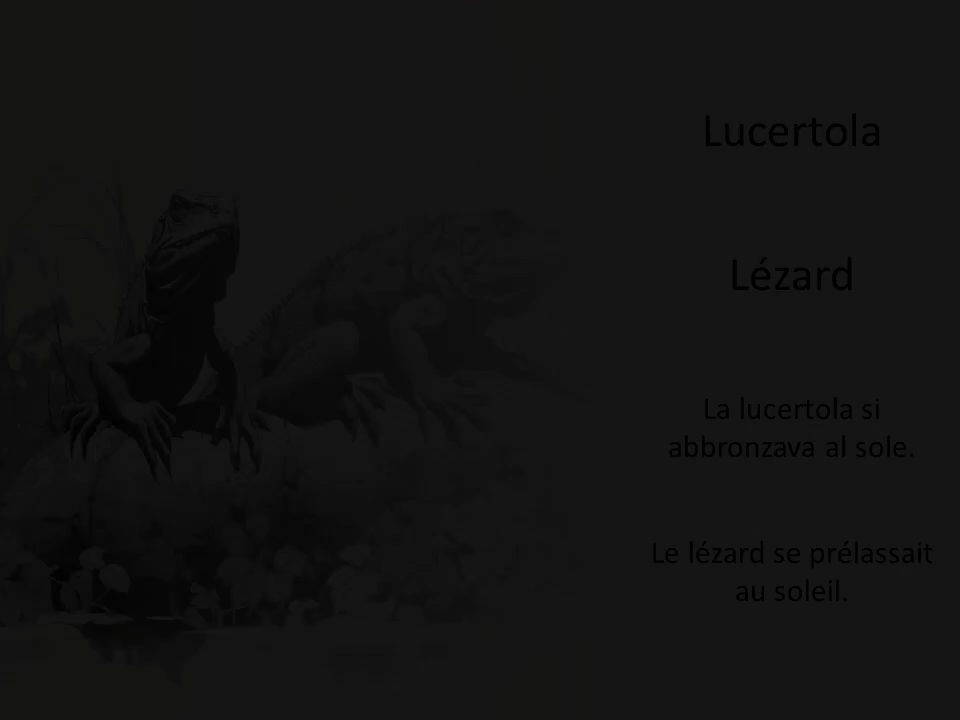 Lucertola
Lézard
La lucertola si
abbronzava al sole.
Le lézard se prélassait
au soleil.